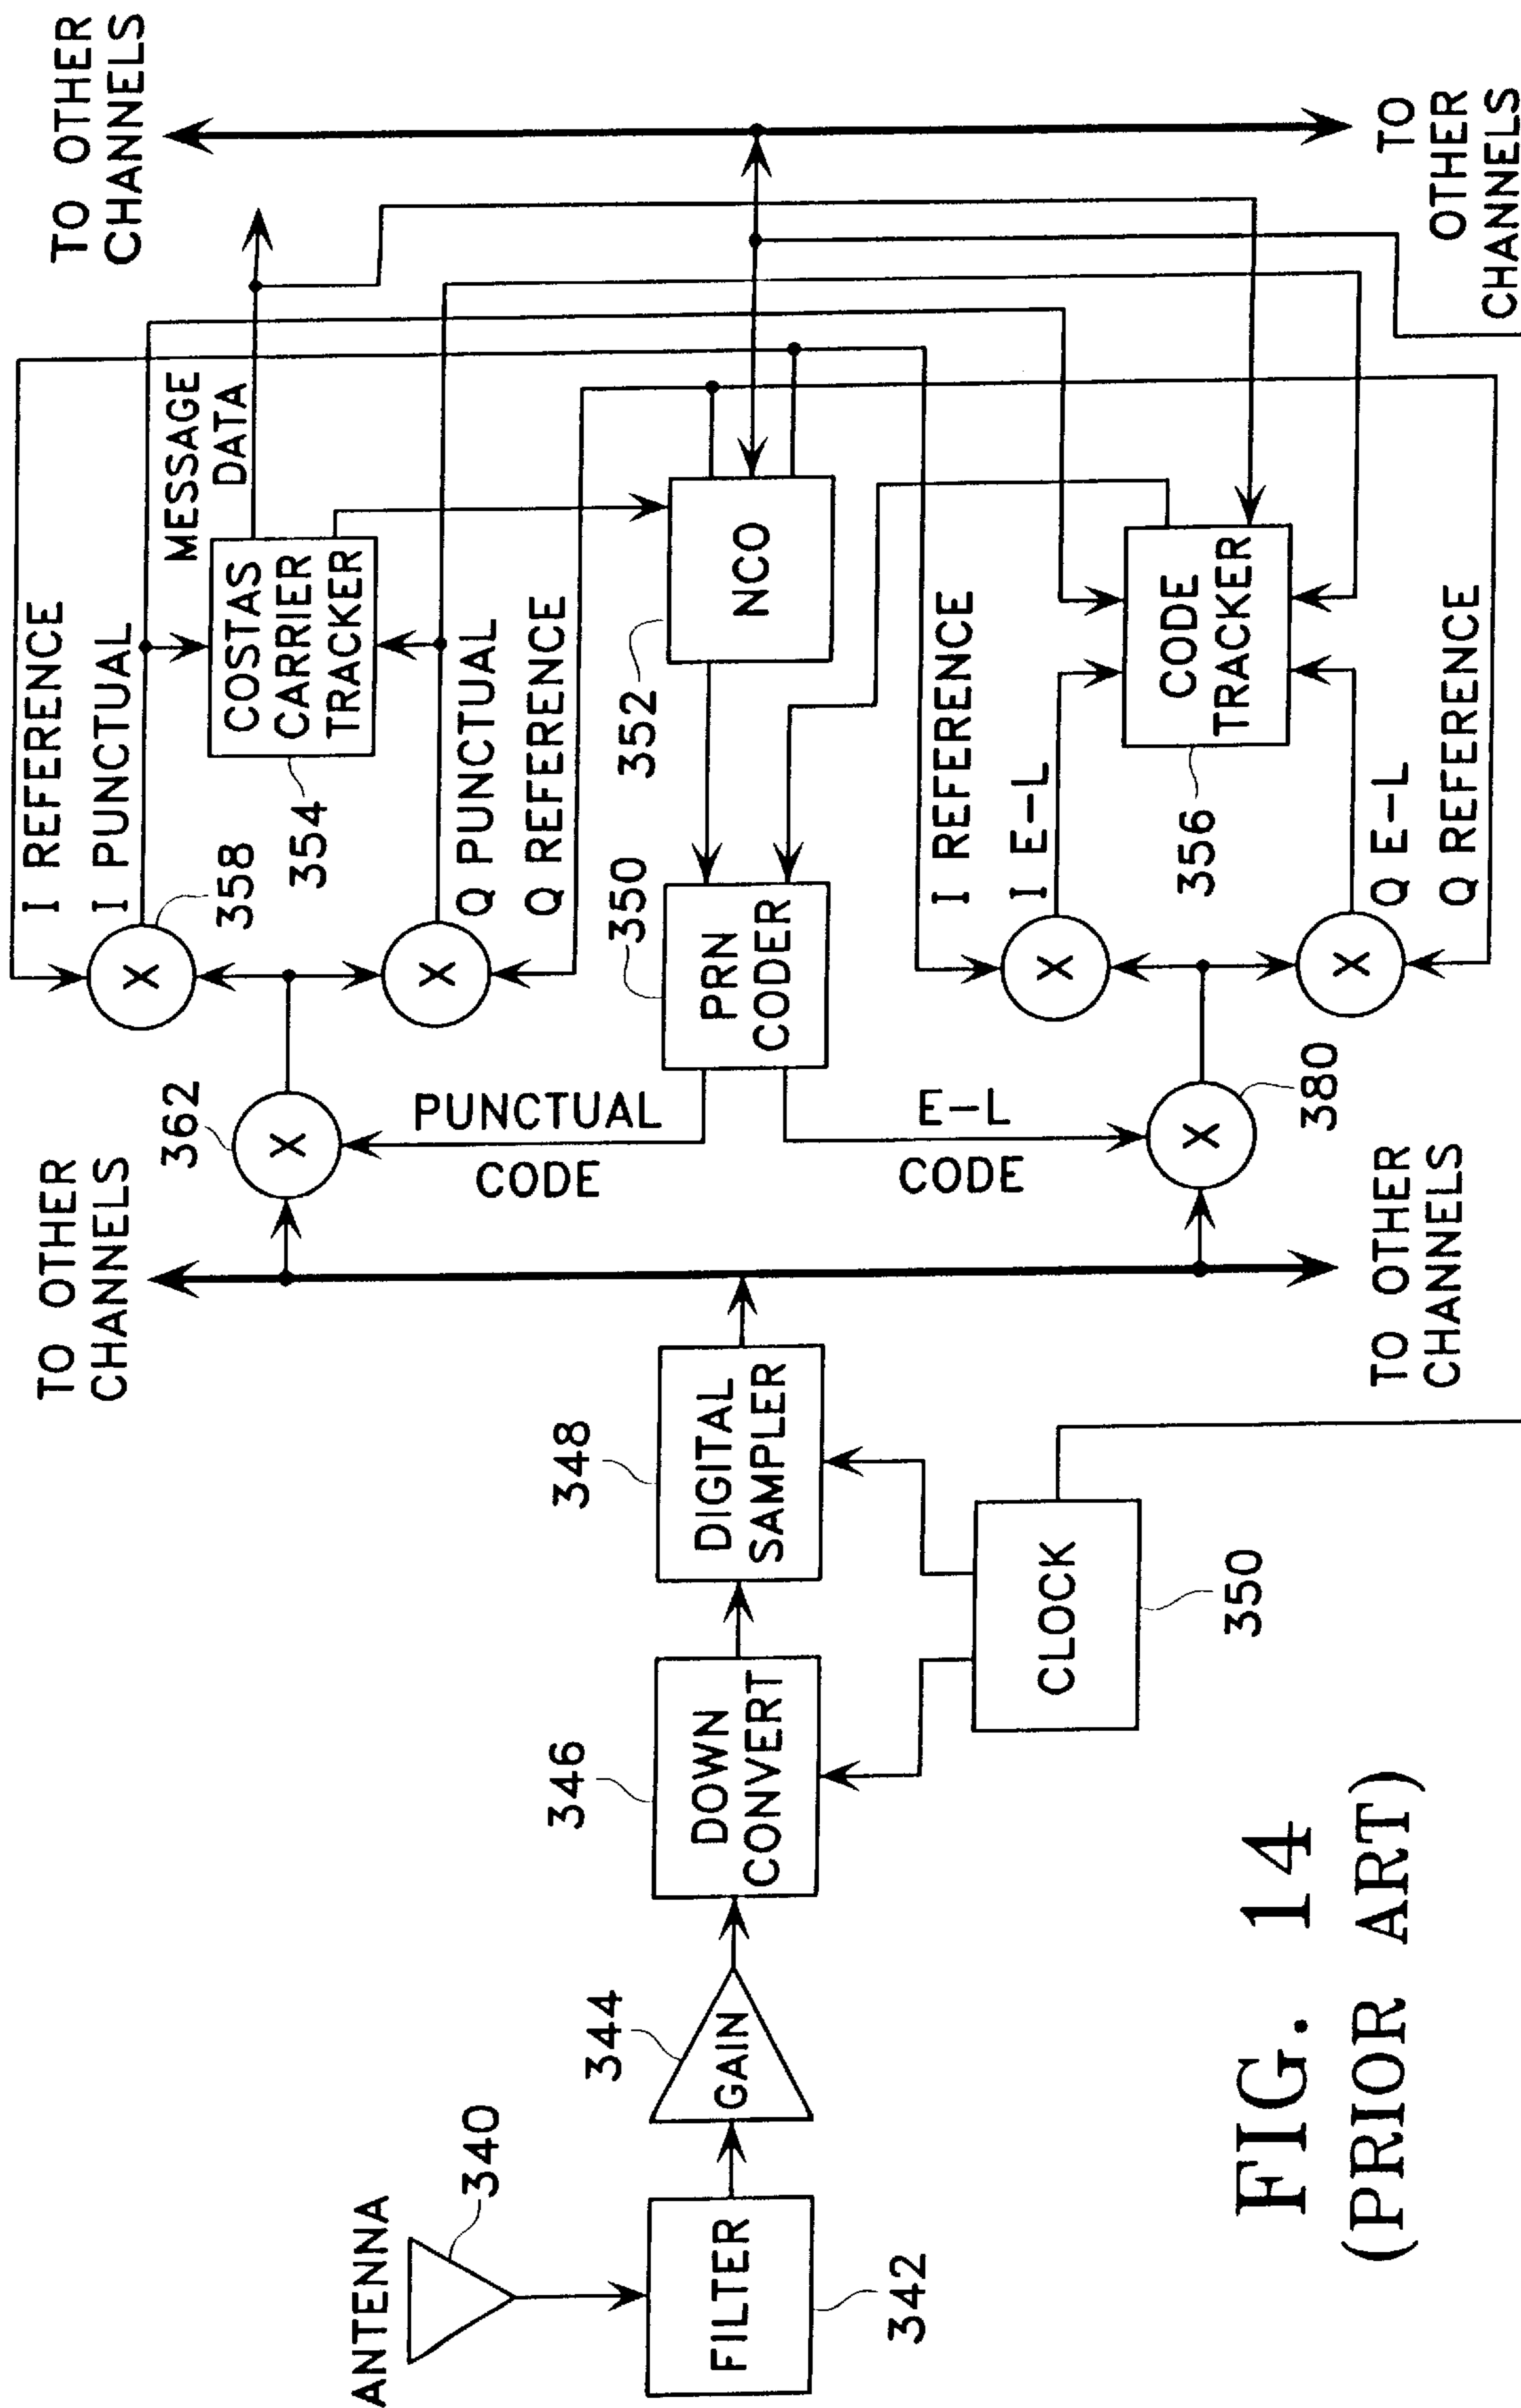 ANTENNA
340
FILTER
342
GAIN
344
DOWN
CONVERT
346
DIGITAL
SAMPLER
348
CLOCK
350
TO OTHER
CHANNELS
TO OTHER
CHANNELS
362
X
PUNCTUAL
CODE
E-L
CODE
X
380
PRN
CODER
350
X
358
X
I REFERENCE
I PUNCTUAL
COSTAS
CARRIER
TRACKER
354
MESSAGE
DATA
Q PUNCTUAL
Q REFERENCE
NCO
352
I REFERENCE
I E-L
X
CODE
TRACKER
356
X
Q E-L
Q REFERENCE
TO OTHER
CHANNELS
TO
OTHER
CHANNELS
FIG. 14
(PRIOR ART)